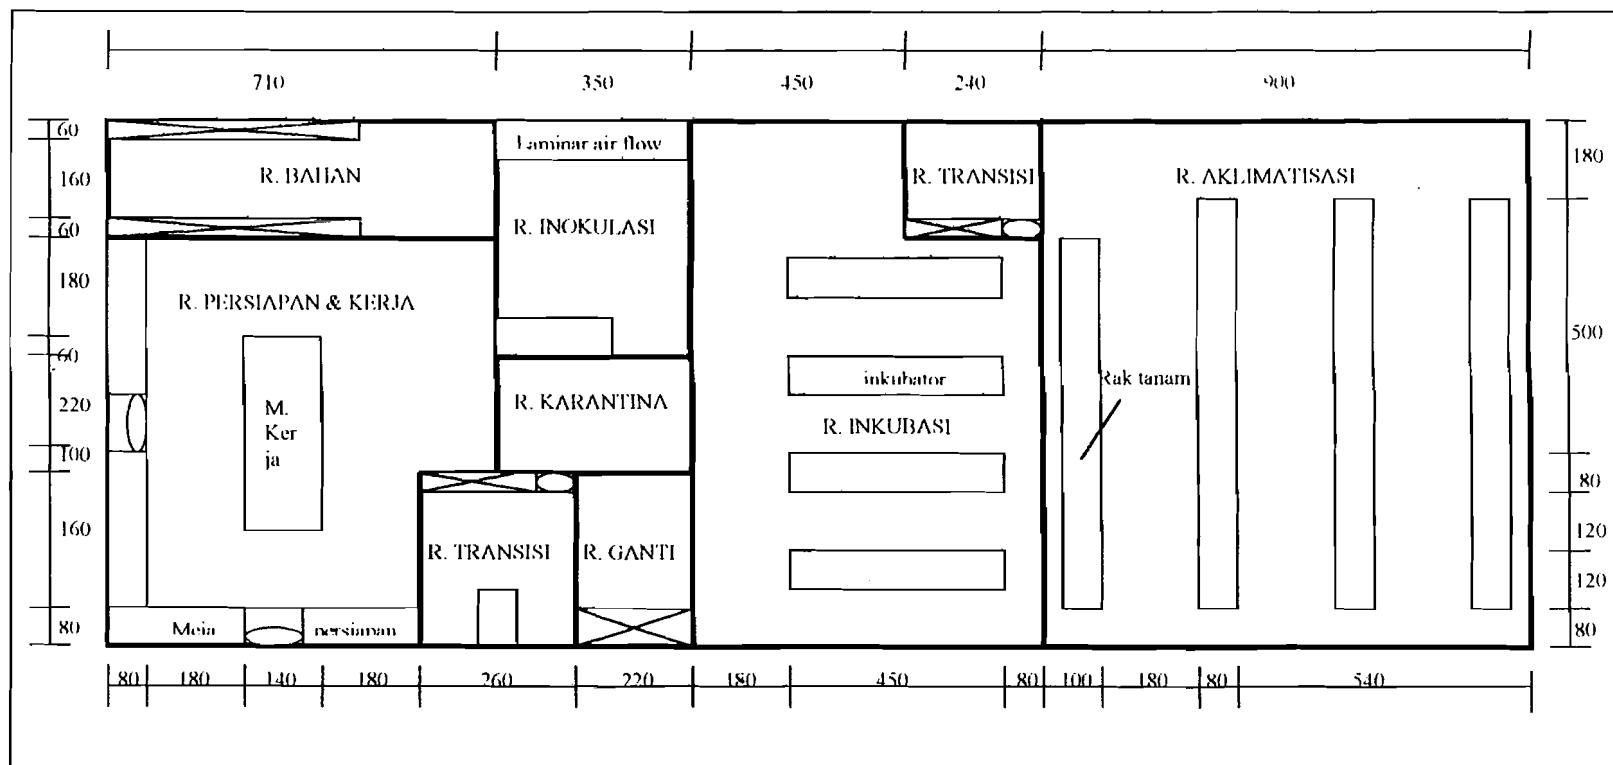 710 350 450 240 900
60
Laminar air flow
160
R. BAHAN
R. TRANSISI
R. AKLIMATISASI
180
60
R. INOKULASI
180
R. PERSIAPAN & KERJA
500
60
inkubator
Rak tanam
220
M.
Ker
ja
R. KARANTINA
R. INKUBASI
100
80
160
R. TRANSISI
R. GANTI
120
120
80
Meja
persiapan
80
80 180 140 180 260 220 180 450 80 100 180 80 540